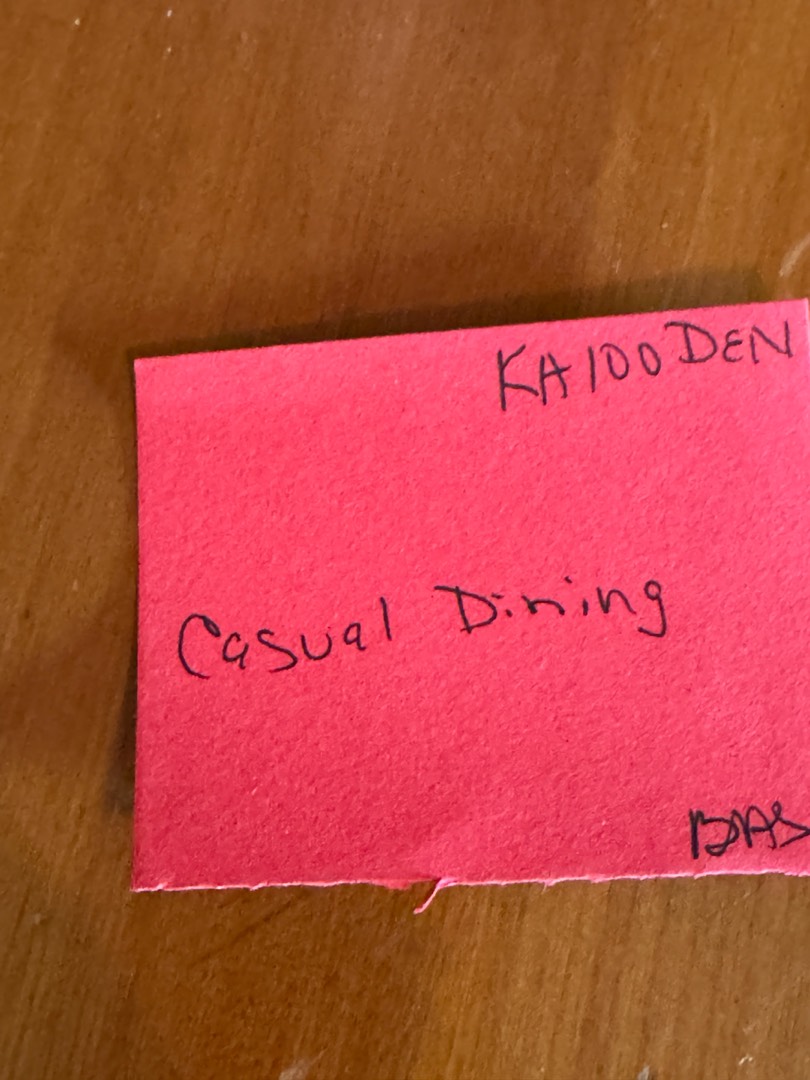 KA100DEN
Casual Dining